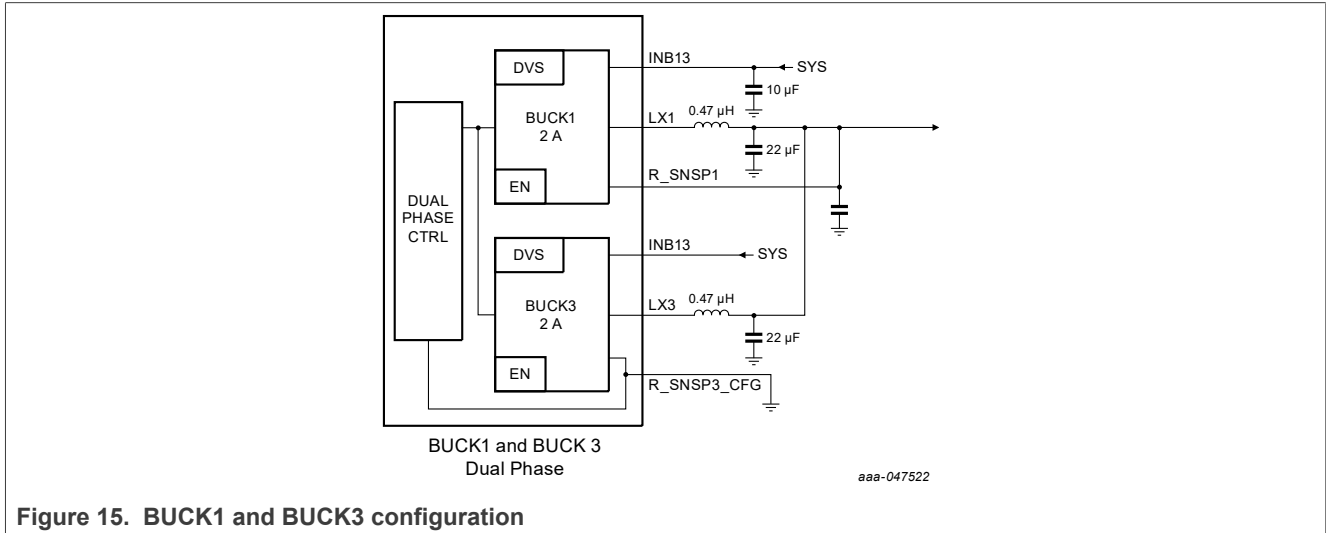 DVS
BUCK1
2 A
EN
INB13
SYS
10 µF
LX1
0.47 µH
22 µF
R_SNSP1
DUAL
PHASE
CTRL
DVS
BUCK3
2 A
EN
INB13
SYS
LX3
0.47 µH
22 µF
R_SNSP3_CFG
BUCK1 and BUCK 3
Dual Phase
aaa-047522
Figure 15. BUCK1 and BUCK3 configuration